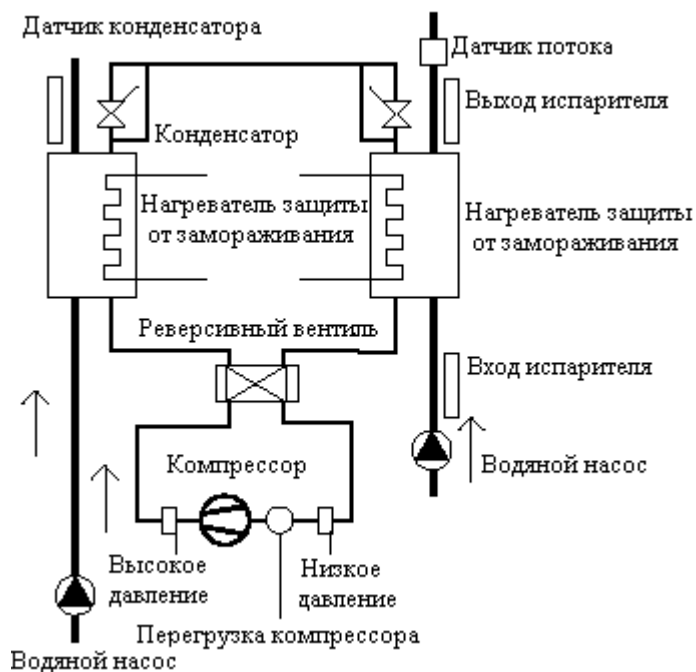 Датчик конденсатора
Датчик потока
Выход испарителя
Конденсатор
Нагреватель защиты
от замораживания
Нагреватель защиты
от замораживания
Реверсивный вентиль
Вход испарителя
Водяной насос
Компрессор
Высокое
давление
Низкое
давление
Перегрузка компрессора
Водяной насос